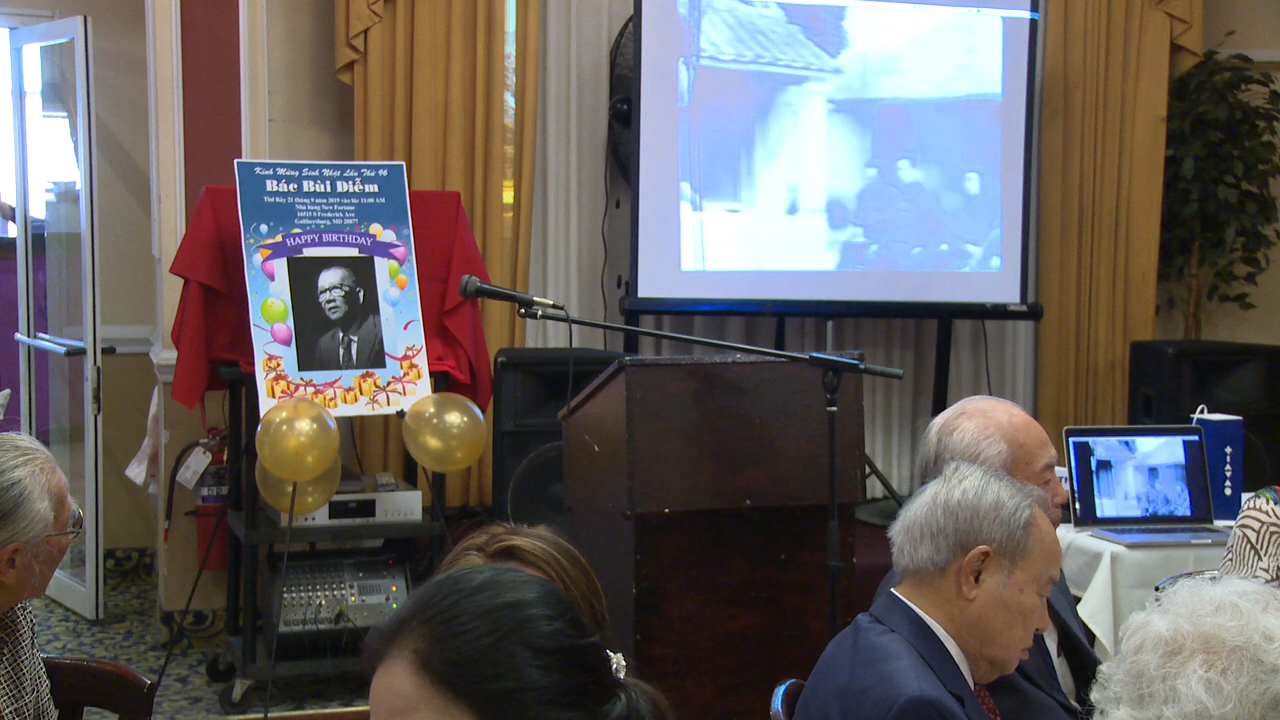 Kính Mừng Sinh Nhật Lần Thứ 96
Bác Bùi Diễm
Thứ Bảy 21 tháng 9 năm 2019 vào lúc 11:00 AM
Nhà hàng New Fortune
16515 S Frederick Ave
Gaithersburg, MD 20877
HAPPY BIRTHDAY